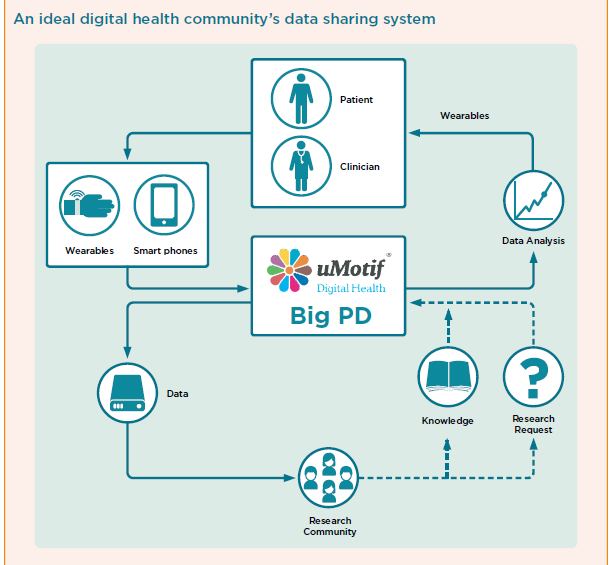 An ideal digital health community’s data sharing system
Patient
Clinician
Wearables
Wearables
Smart phones
Data Analysis
uMotif®
Digital Health
Big PD
Data
Knowledge
Research
Request
?
Research
Community